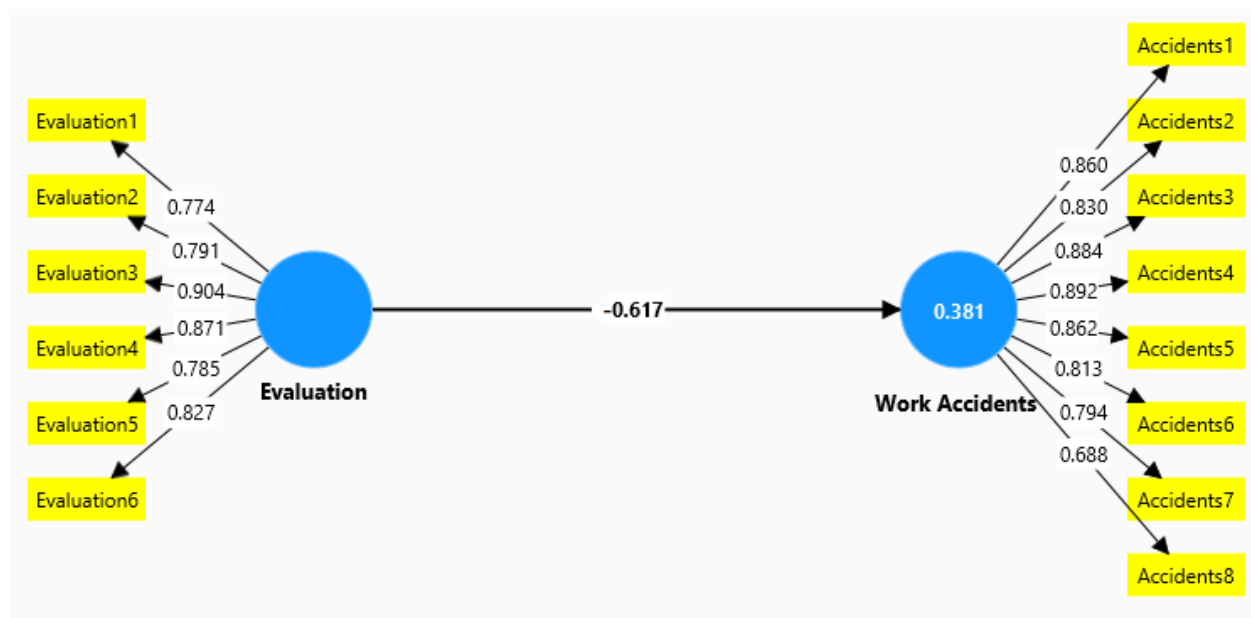 Evaluation1
Evaluation2
Evaluation3
Evaluation4
Evaluation5
Evaluation6
0.774
0.791
0.904
0.871
0.785
0.827
Evaluation
-0.617
0.381
Work Accidents
0.860
0.830
0.884
0.892
0.862
0.813
0.794
0.688
Accidents1
Accidents2
Accidents3
Accidents4
Accidents5
Accidents6
Accidents7
Accidents8